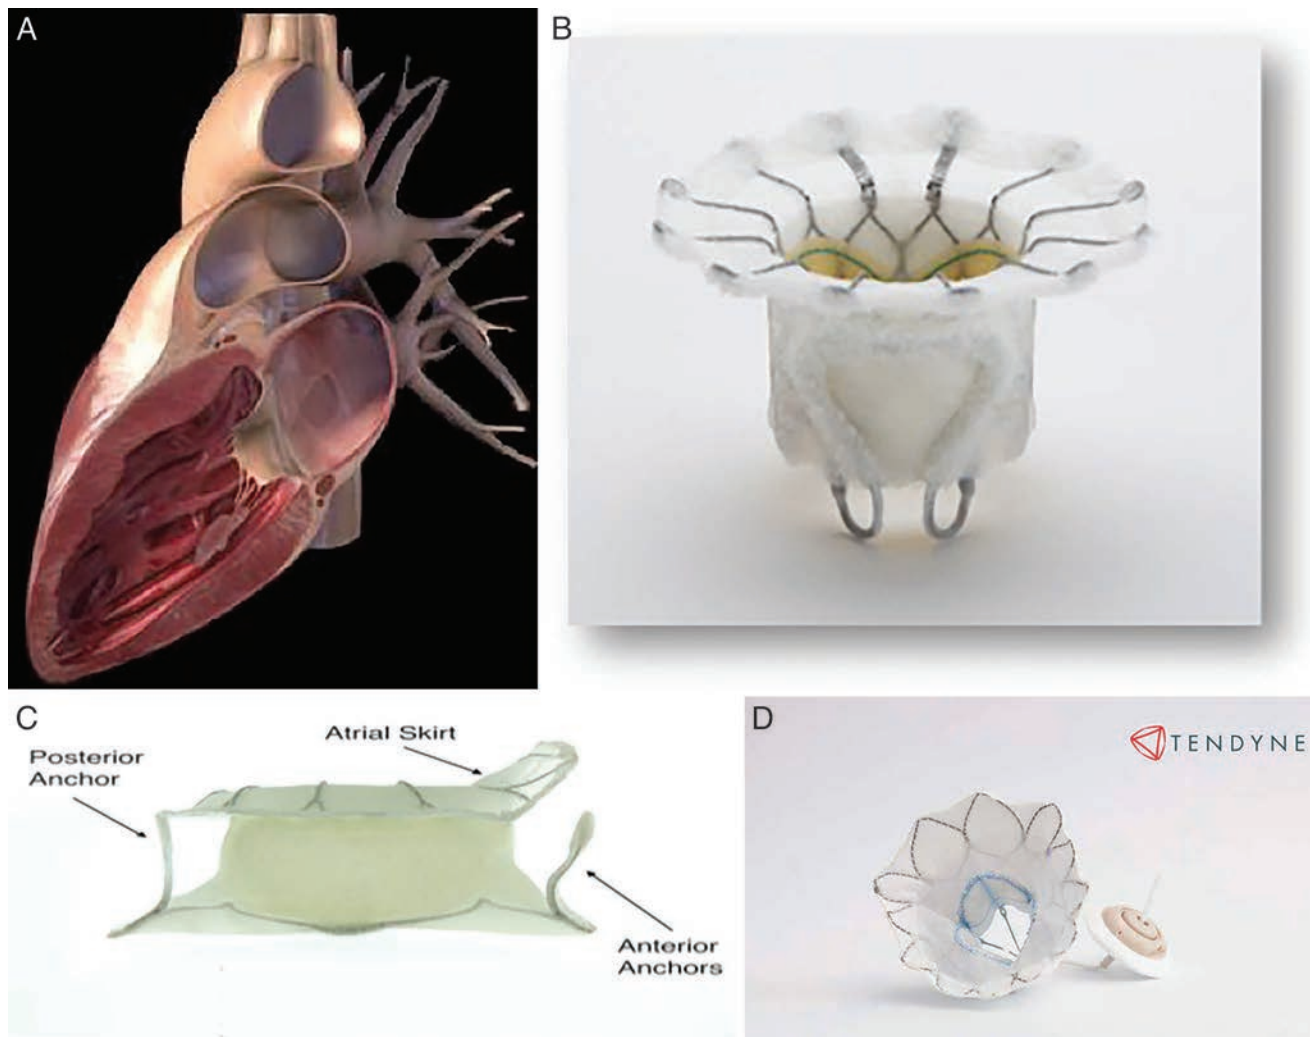 A
B
C
Atrial Skirt
Posterior
Anchor
Anterior
Anchors
D
TENDYNE